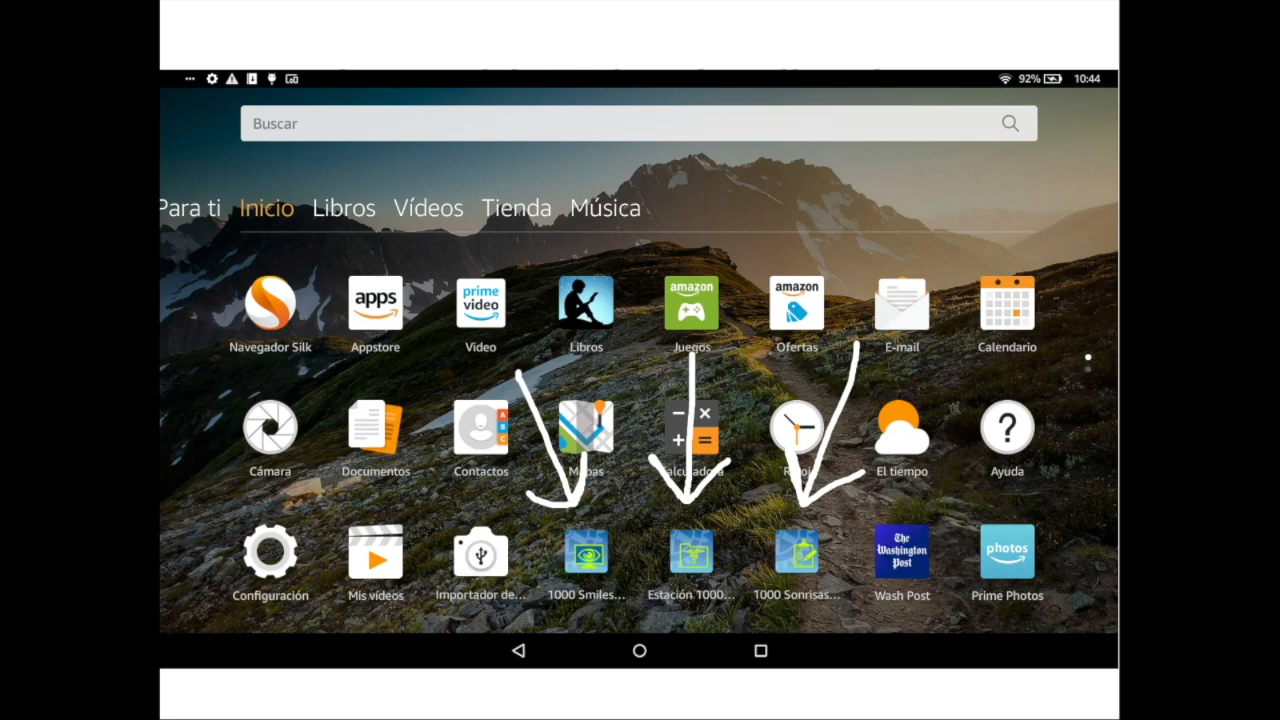 92% 10:44
Buscar
Para ti Inicio Libros Vídeos Tienda Música
apps prime video amazon amazon
Navegador Silk Appstore Video Libros Juegos Ofertas E-mail Calendario
A B C ?
Cámara Documentos Contactos Mapas Calculadora Reloj El tiempo Ayuda
The Washington Post photos
Configuración Mis vídeos Importador de... 1000 Smiles... Estación 1000... 1000 Sonrisas... Wash Post Prime Photos